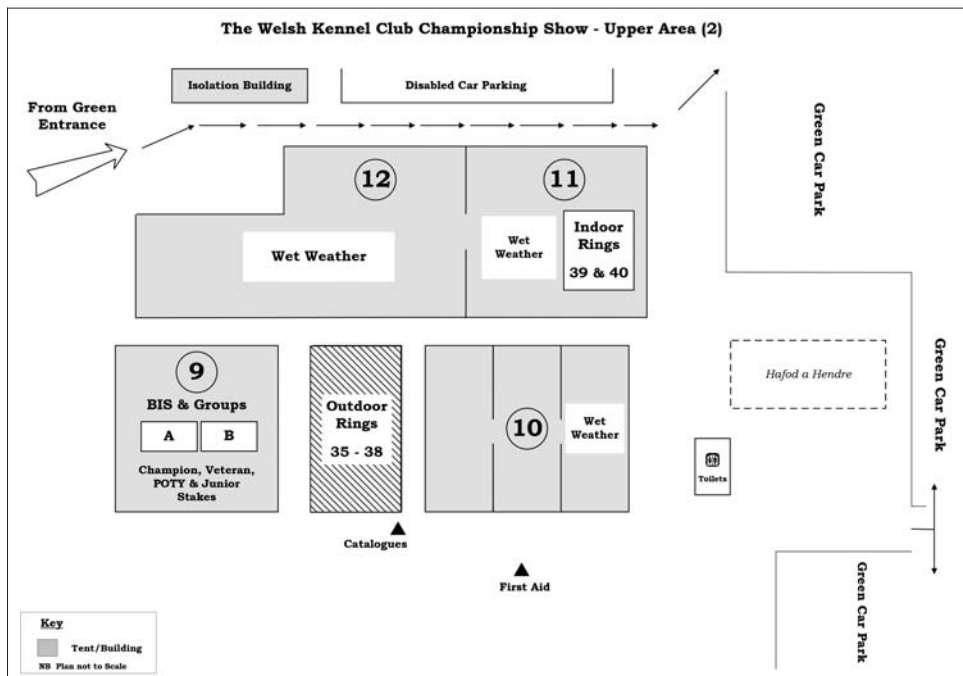 The Welsh Kennel Club Championship Show - Upper Area (2)
Isolation Building
Disabled Car Parking
From Green
Entrance
Green Car Park
12
11
Wet Weather
Wet
Weather
Indoor
Rings
39 & 40
9
BIS & Groups
A
B
Champion, Veteran,
POTY & Junior
Stakes
Outdoor
Rings
35 - 38
10
Wet
Weather
Hafod a Hendre
Green Car Park
Toilets
Catalogues
First Aid
Green Car Park
Key
Tent/Building
NB Plan not to Scale